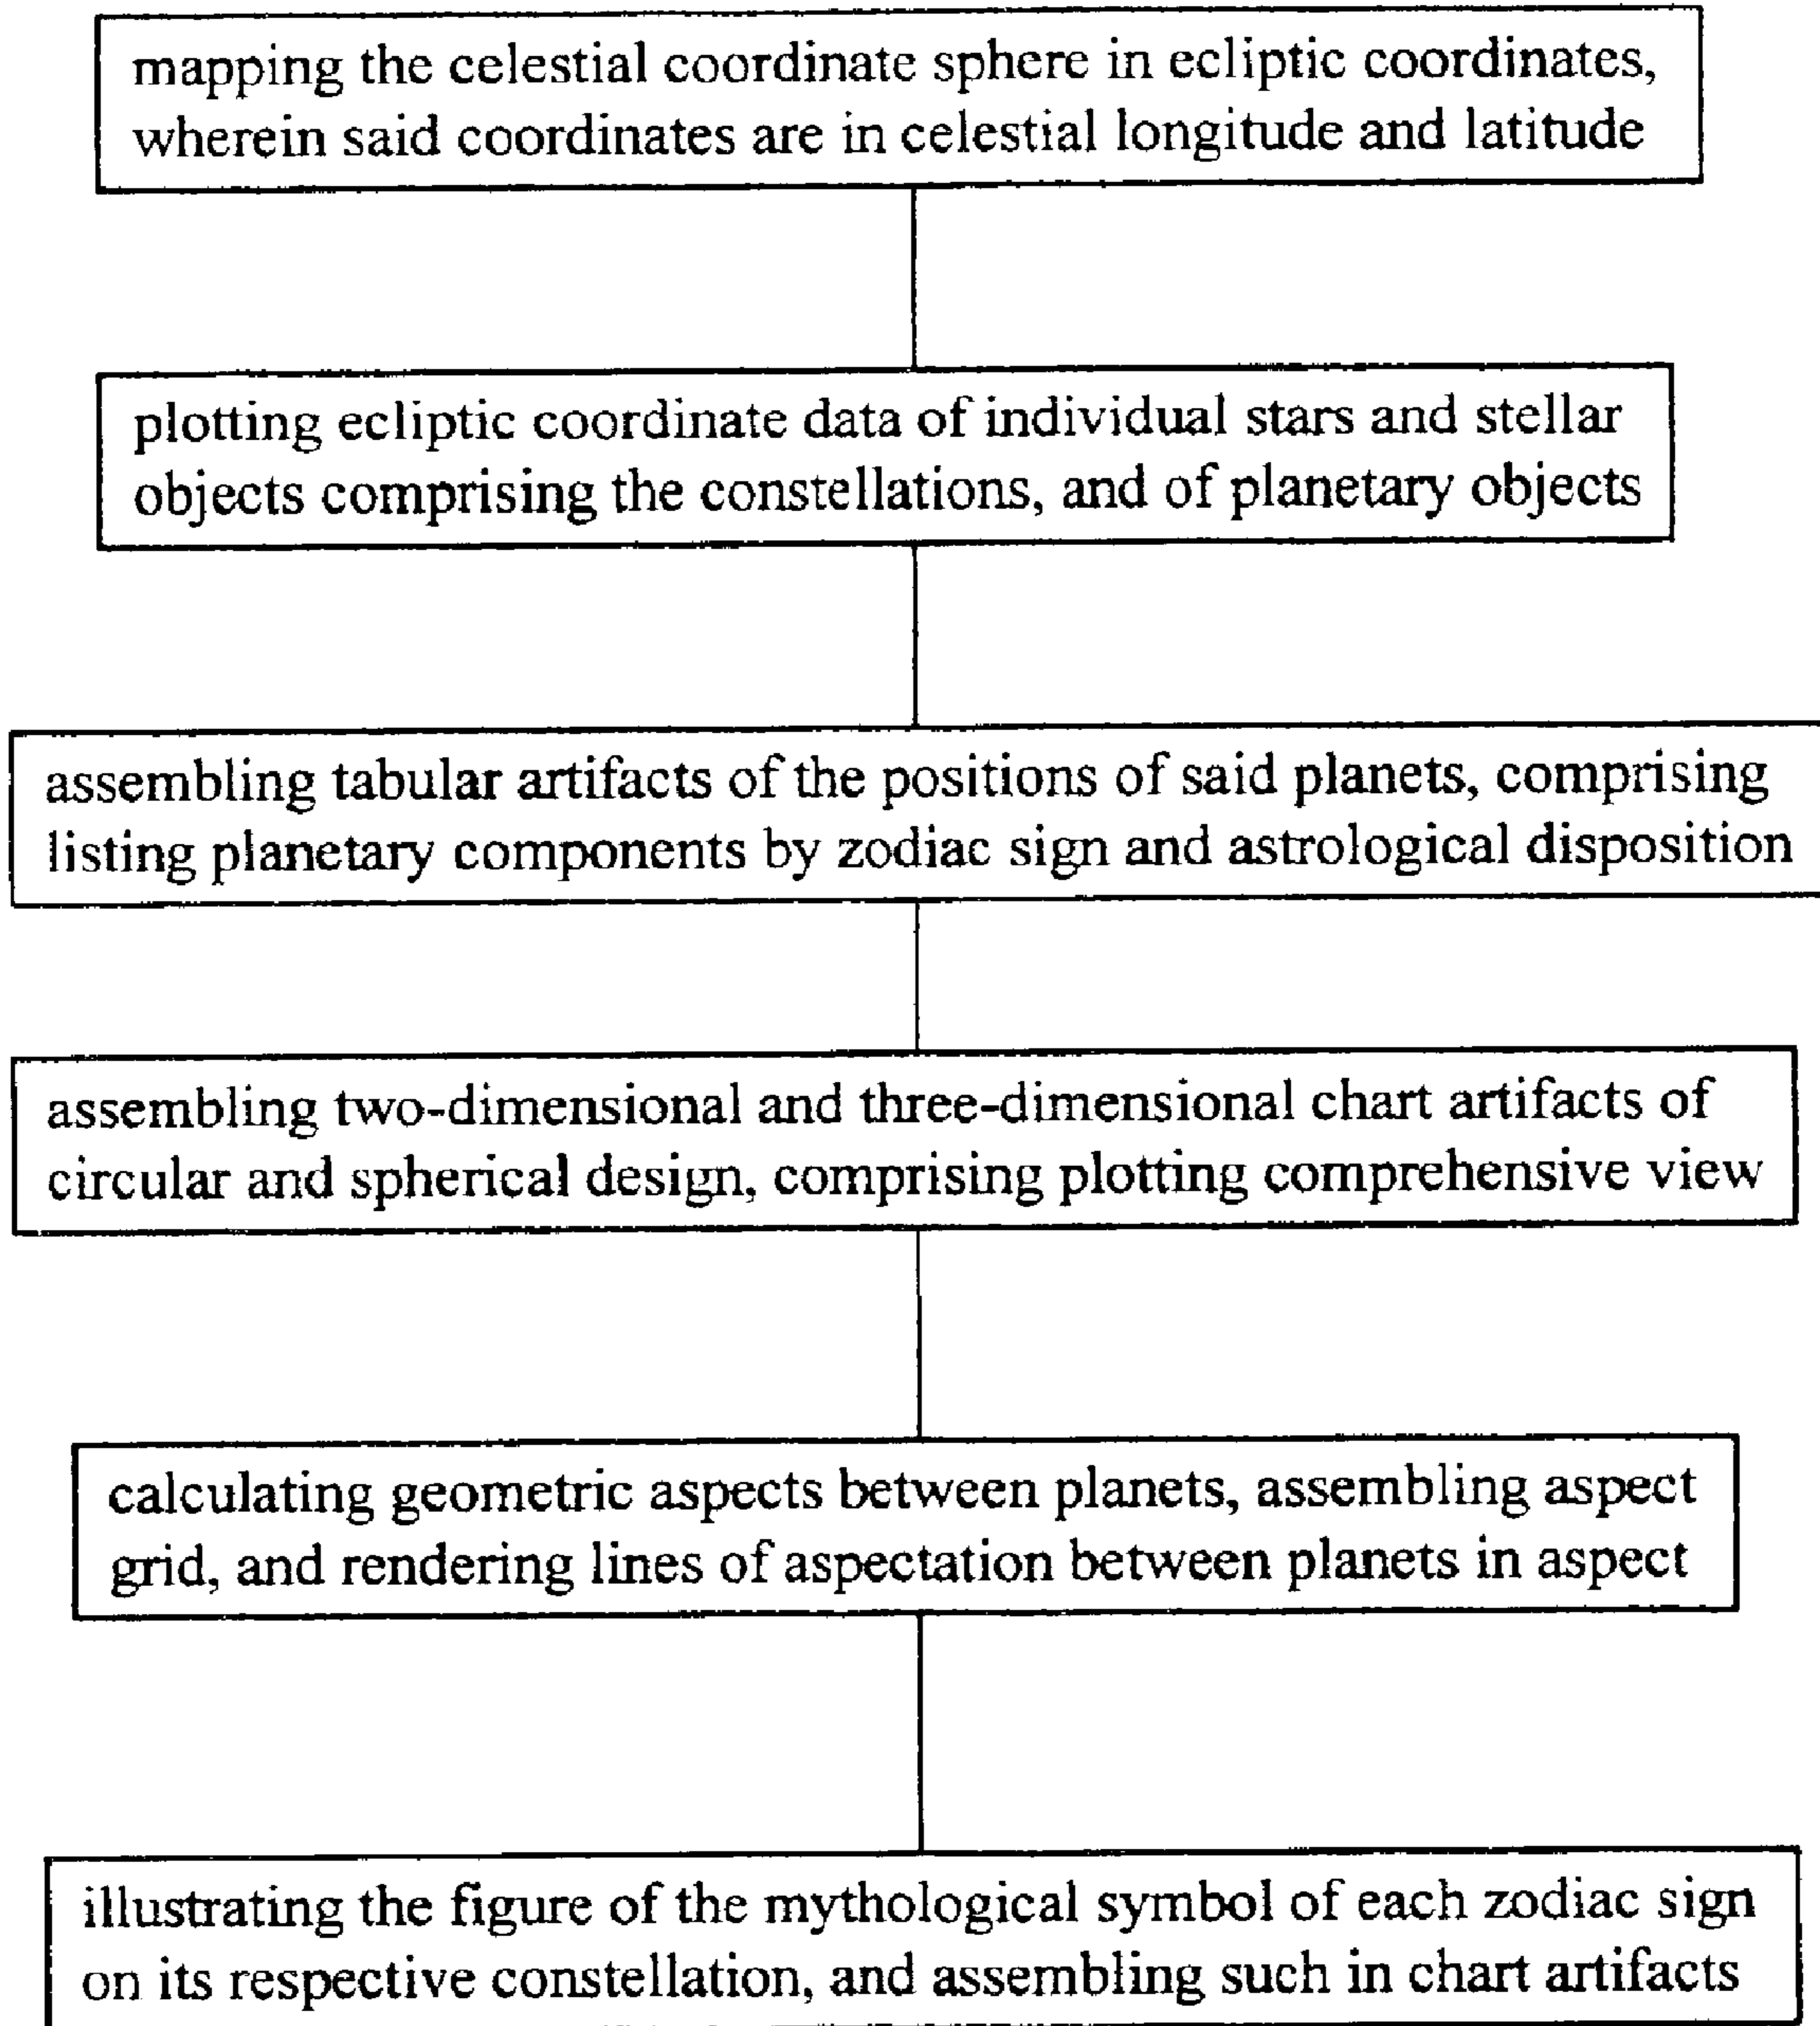 mapping the celestial coordinate sphere in ecliptic coordinates,
wherein said coordinates are in celestial longitude and latitude
plotting ecliptic coordinate data of individual stars and stellar
objects comprising the constellations, and of planetary objects
assembling tabular artifacts of the positions of said planets, comprising
listing planetary components by zodiac sign and astrological disposition
assembling two-dimensional and three-dimensional chart artifacts of
circular and spherical design, comprising plotting comprehensive view
calculating geometric aspects between planets, assembling aspect
grid, and rendering lines of aspectation between planets in aspect
illustrating the figure of the mythological symbol of each zodiac sign
on its respective constellation, and assembling such in chart artifacts